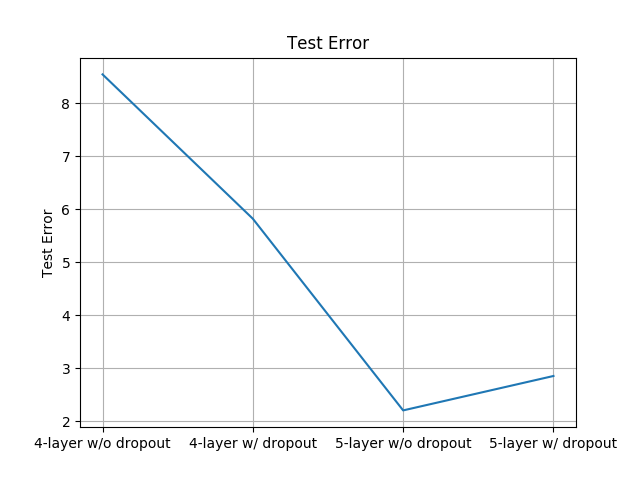 Test Error
8
7
6
5
4
3
2
Test Error
4-layer w/o dropout
4-layer w/ dropout
5-layer w/o dropout
5-layer w/ dropout